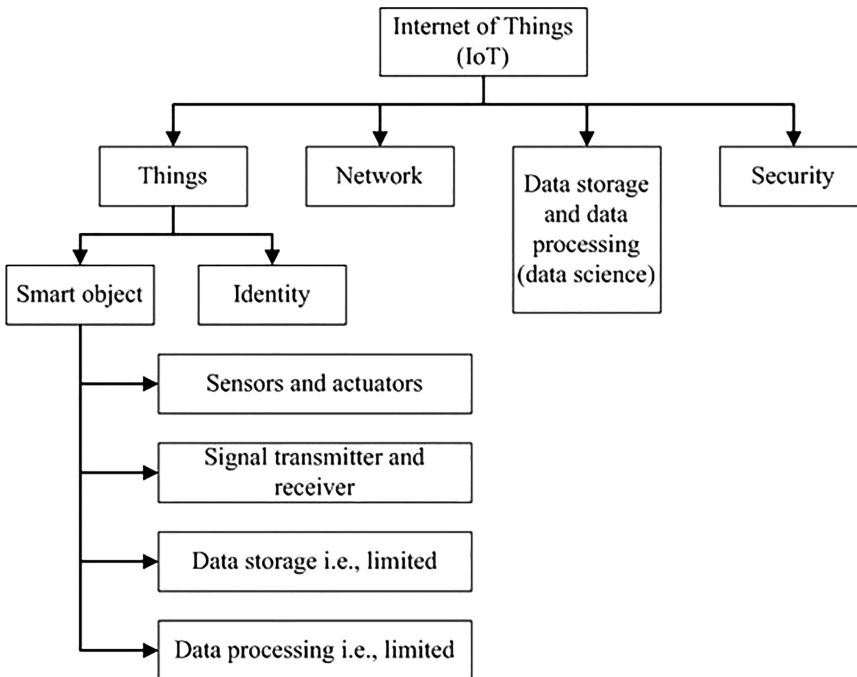 Internet of Things
(IoT)
Things
Network
Data storage
and data
processing
(data science)
Security
Smart object
Identity
Sensors and actuators
Signal transmitter and
receiver
Data storage i.e., limited
Data processing i.e., limited